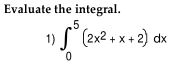 Evaluate the integral.
1) ∫₀⁵ (2x² + x + 2) dx